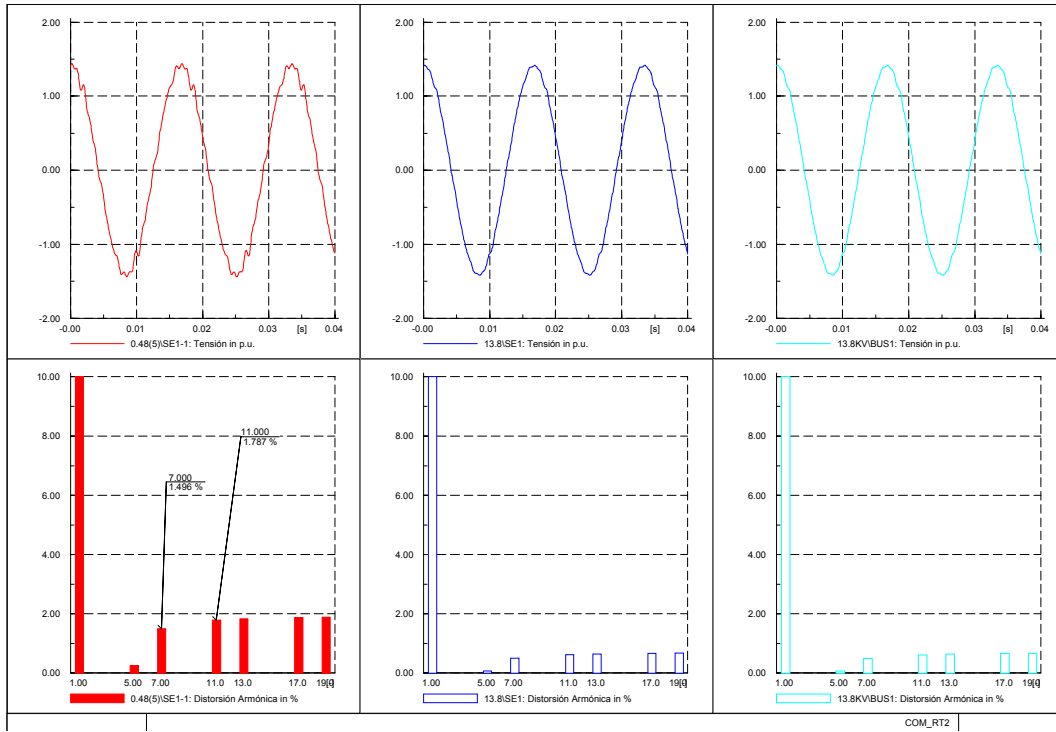 2.00
1.00
0.00
-1.00
-2.00
-0.00 0.01 0.02 0.03 [s] 0.04
0.48(5)\SE1-1: Tensión in p.u.
2.00
1.00
0.00
-1.00
-2.00
-0.00 0.01 0.02 0.03 [s] 0.04
13.8\SE1: Tensión in p.u.
2.00
1.00
0.00
-1.00
-2.00
-0.00 0.01 0.02 0.03 [s] 0.04
13.8KV\BUS1: Tensión in p.u.
10.00
8.00
6.00
4.00
2.00
0.00
11.000
1.787 %
7.000
1.496 %
1.00 5.00 7.00 11.0 13.0 17.0
0.48(5)\SE1-1: Distorsión Armónica in %
10.00
8.00
6.00
4.00
2.00
0.00
1.00 5.00 7.00 11.0 13.0 17.0
13.8\SE1: Distorsión Armónica in %
10.00
8.00
6.00
4.00
2.00
0.00
1.00 5.00 7.00 11.0 13.0 17.0
13.8KV\BUS1: Distorsión Armónica in %
COM_RT2